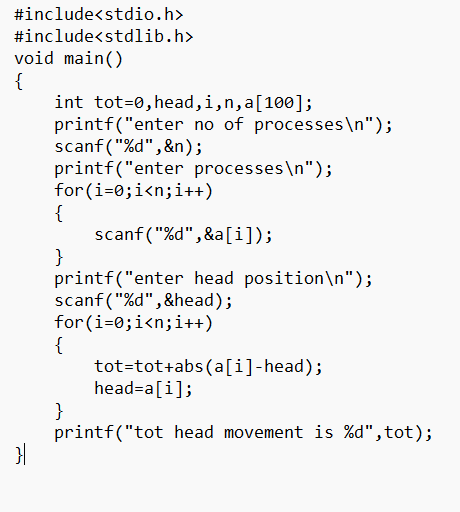 #include<stdio.h>
#include<stdlib.h>
void main()
{
    int tot=0,head,i,n,a[100];
    printf("enter no of processes\n");
    scanf("%d",&n);
    printf("enter processes\n");
    for(i=0;i<n;i++)
    {
        scanf("%d",&a[i]);
    }
    printf("enter head position\n");
    scanf("%d",&head);
    for(i=0;i<n;i++)
    {
        tot=tot+abs(a[i]-head);
        head=a[i];
    }
    printf("tot head movement is %d",tot);
}